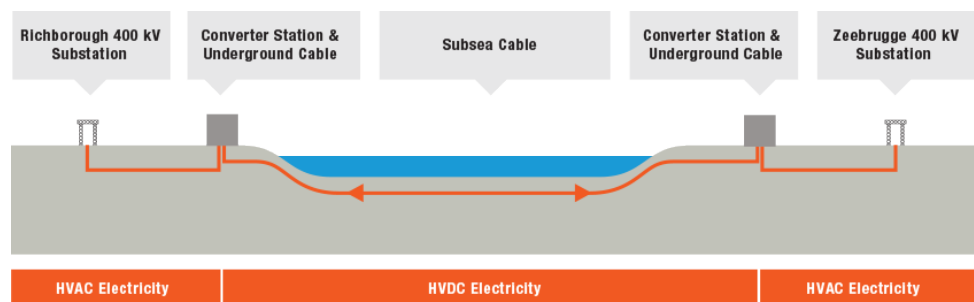 Richborough 400 kV
Substation
Converter Station &
Underground Cable
Subsea Cable
Converter Station &
Underground Cable
Zeebrugge 400 kV
Substation
HVAC Electricity
HVDC Electricity
HVAC Electricity